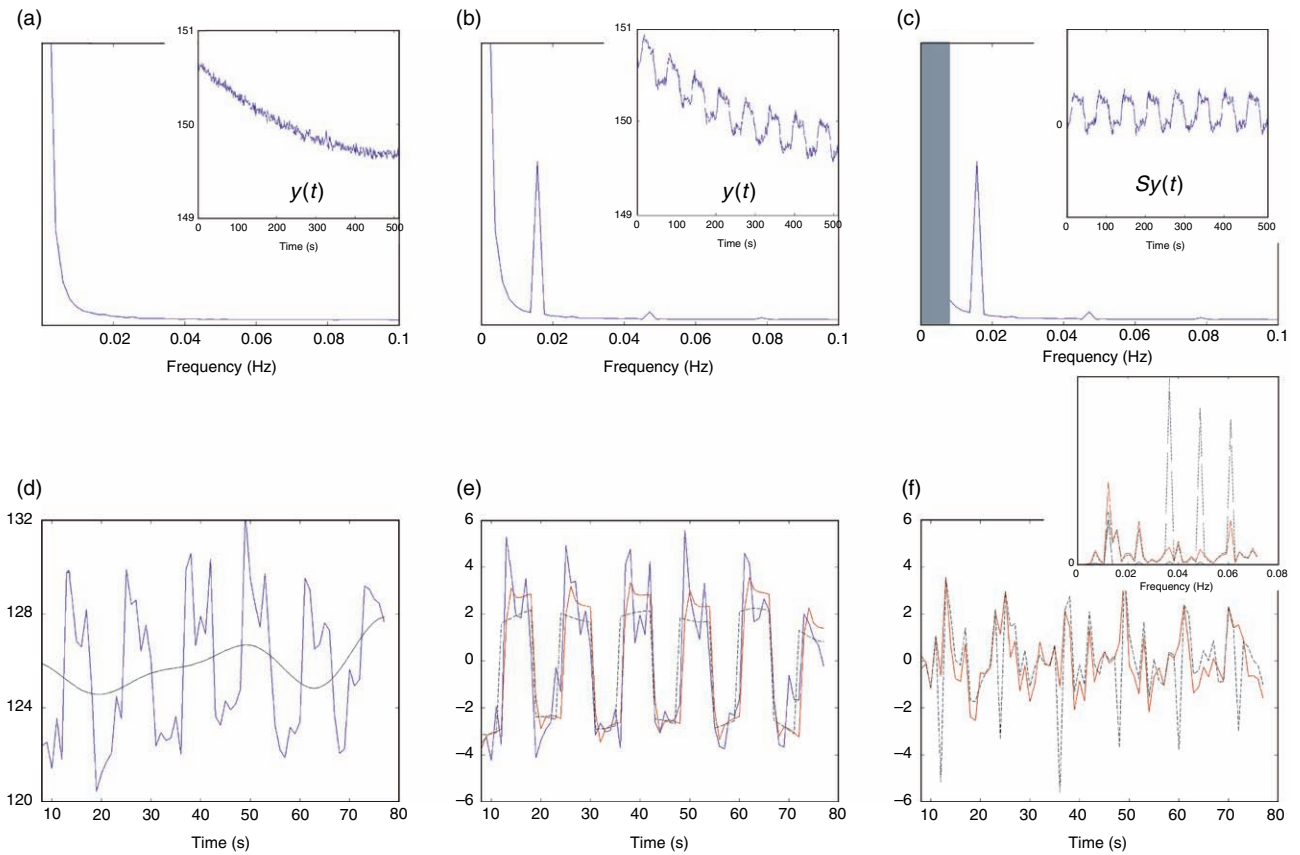 (a)
151
150
149
y(t)
0 100 200 300 400 500
Time (s)
0.02 0.04 0.06 0.08 0.1
Frequency (Hz)
(b)
151
150
149
y(t)
0 100 200 300 400 500
Time (s)
0 0.02 0.04 0.06 0.08 0.1
Frequency (Hz)
(c)
0
Sy(t)
0 100 200 300 400 500
Time (s)
0 0.02 0.04 0.06 0.08 0.1
Frequency (Hz)
(d)
132
128
124
120
10 20 30 40 50 60 70 80
Time (s)
(e)
6
4
2
0
−2
−4
−6
10 20 30 40 50 60 70 80
Time (s)
(f)
0
0 0.02 0.04 0.06 0.08
Frequency (Hz)
6
4
2
0
−2
−4
−6
10 20 30 40 50 60 70 80
Time (s)